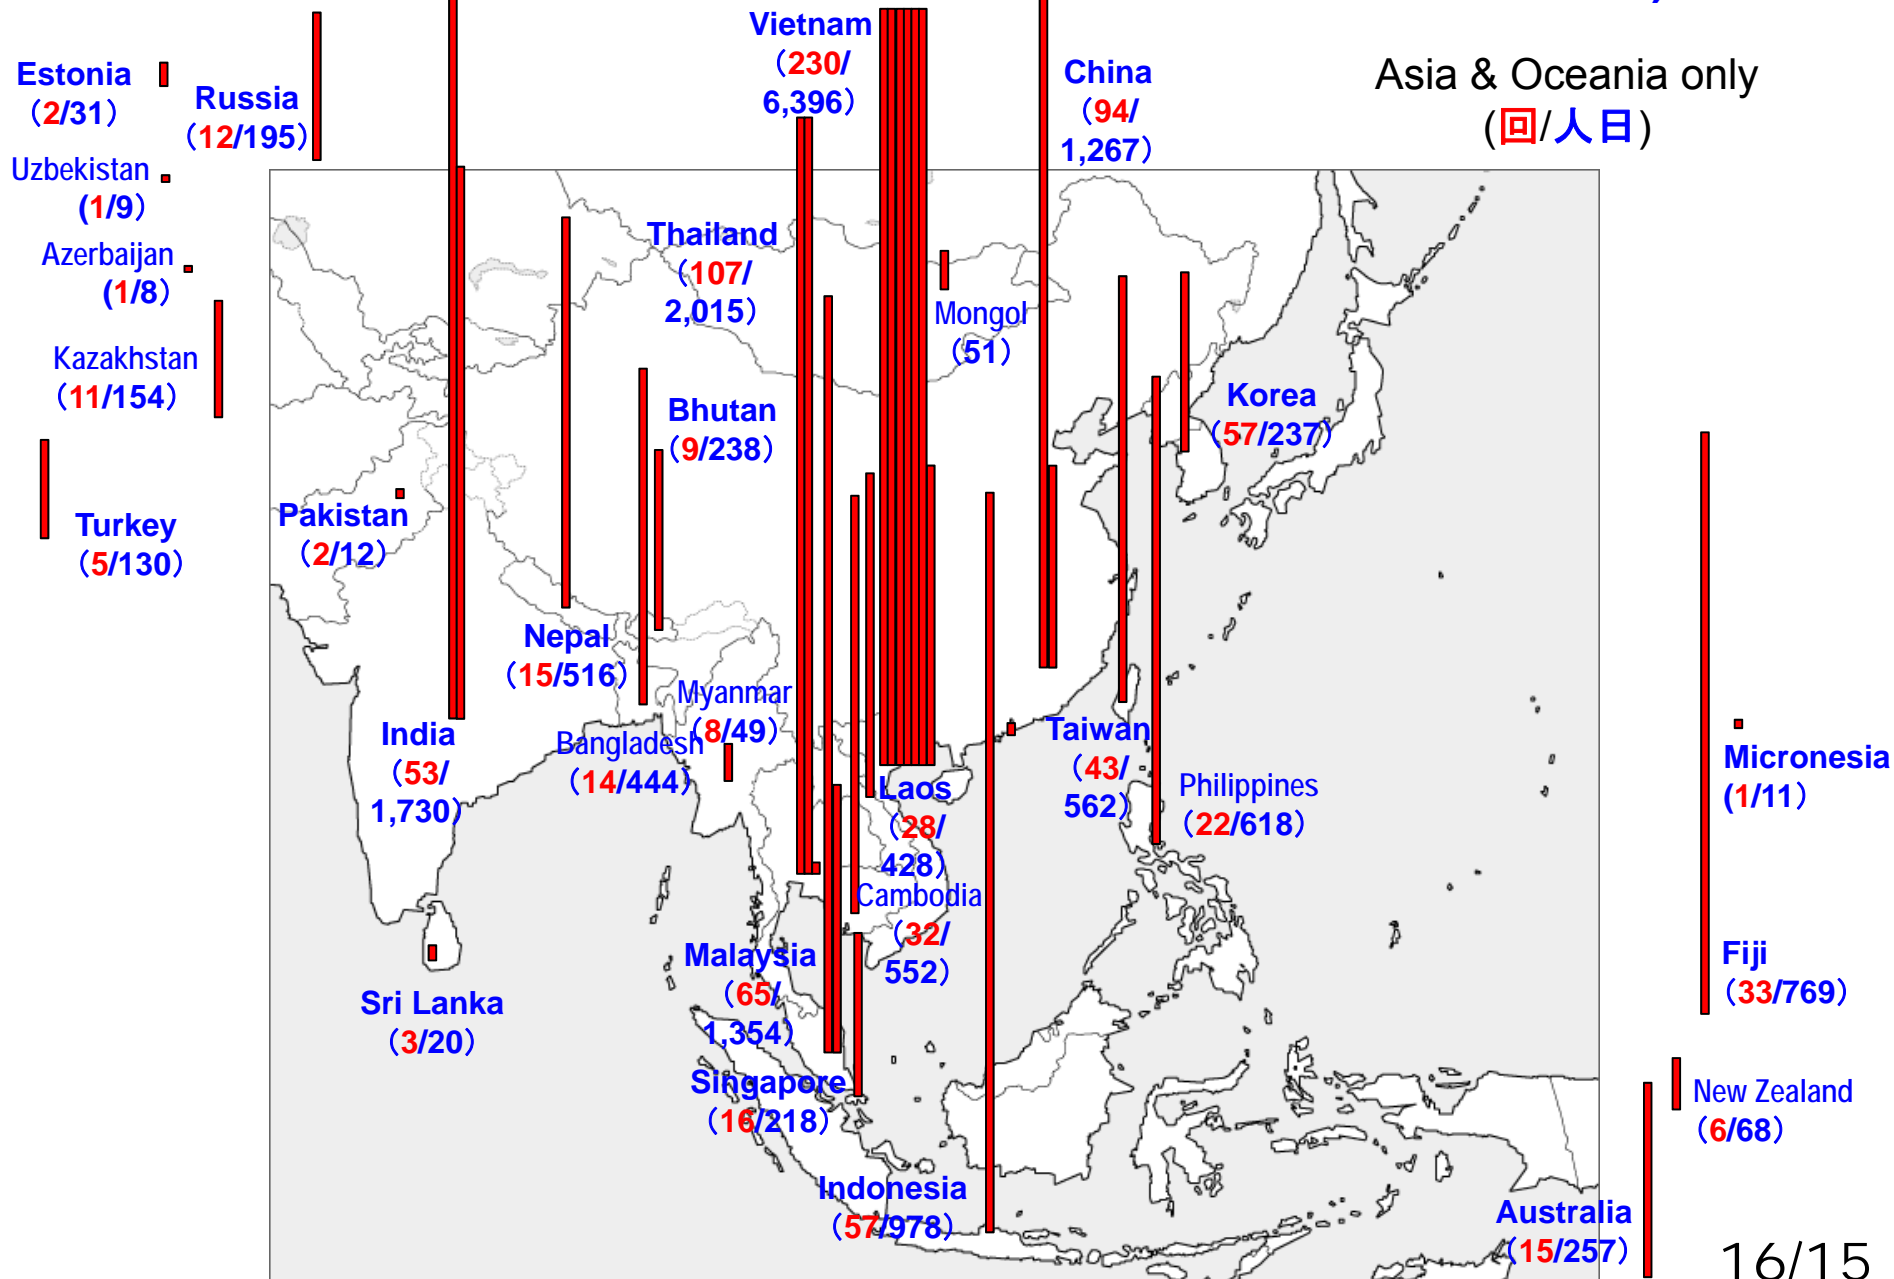 Asia & Oceania only
(回/人日)
Estonia
（2/31）
Russia
（12/195）
Vietnam
（230/
6,396）
China
（94/
1,267）
Uzbekistan
(1/9）
Azerbaijan
(1/8）
Kazakhstan
（11/154）
Thailand
（107/
2,015）
Mongol
（51）
Bhutan
（9/238）
Korea
（57/237）
Turkey
（5/130）
Pakistan
（2/12）
Nepal
（15/516）
Myanmar
（8/49）
India
（53/
1,730）
Bangladesh
（14/444）
Laos
（28/
428）
Taiwan
（43/
562）
Philippines
（22/618）
Micronesia
(1/11）
Cambodia
（32/
552）
Malaysia
（65/
1,354）
Fiji
（33/769）
Sri Lanka
（3/20）
Singapore
（16/218）
New Zealand
（6/68）
Indonesia
（57/978）
Australia
（15/257）
16/15